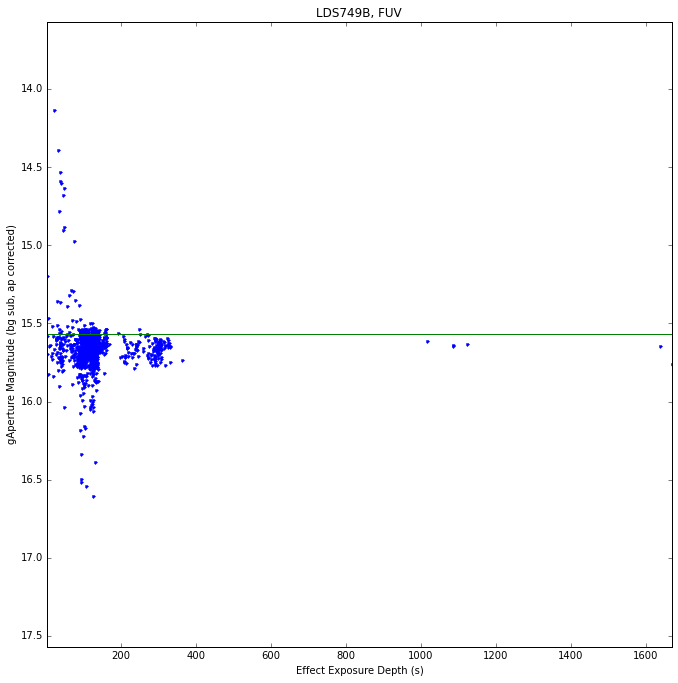 LDS749B, FUV
gAperture Magnitude (bg sub, ap corrected)
14.0
14.5
15.0
15.5
16.0
16.5
17.0
17.5
200 400 600 800 1000 1200 1400 1600
Effect Exposure Depth (s)